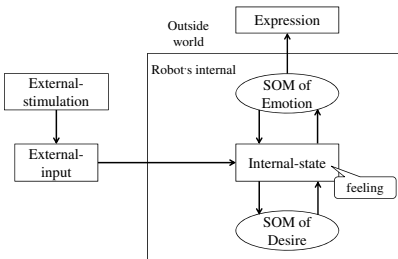 Outside
world
Expression
Robot's internal
External-
stimulation
SOM of
Emotion
External-
input
Internal-state
feeling
SOM of
Desire